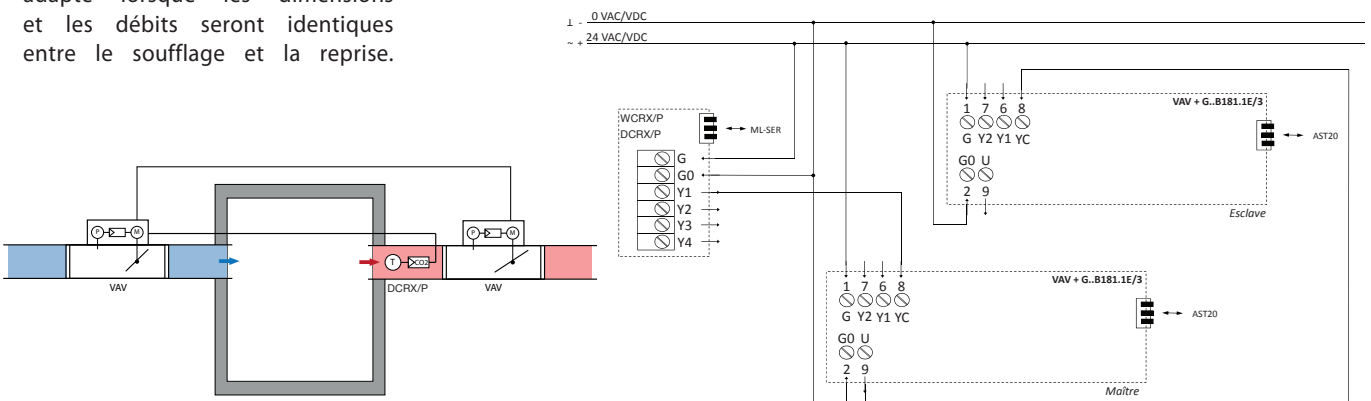 adapté lorsque les dimensions
et les débits seront identiques
entre le soufflage et la reprise.
⊥ - 0 VAC/VDC
~ + 24 VAC/VDC
WCRX/P
DCRX/P
ML-SER
G
G0
Y1
Y2
Y3
Y4
1 7 6 8
G Y2 Y1 YC
G0 U
2 9
VAV + G..B181.1E/3
AST20
Esclave
1 7 6 8
G Y2 Y1 YC
G0 U
2 9
VAV + G..B181.1E/3
AST20
Maître
P M
P M
T CO2
VAV
DCRX/P
VAV